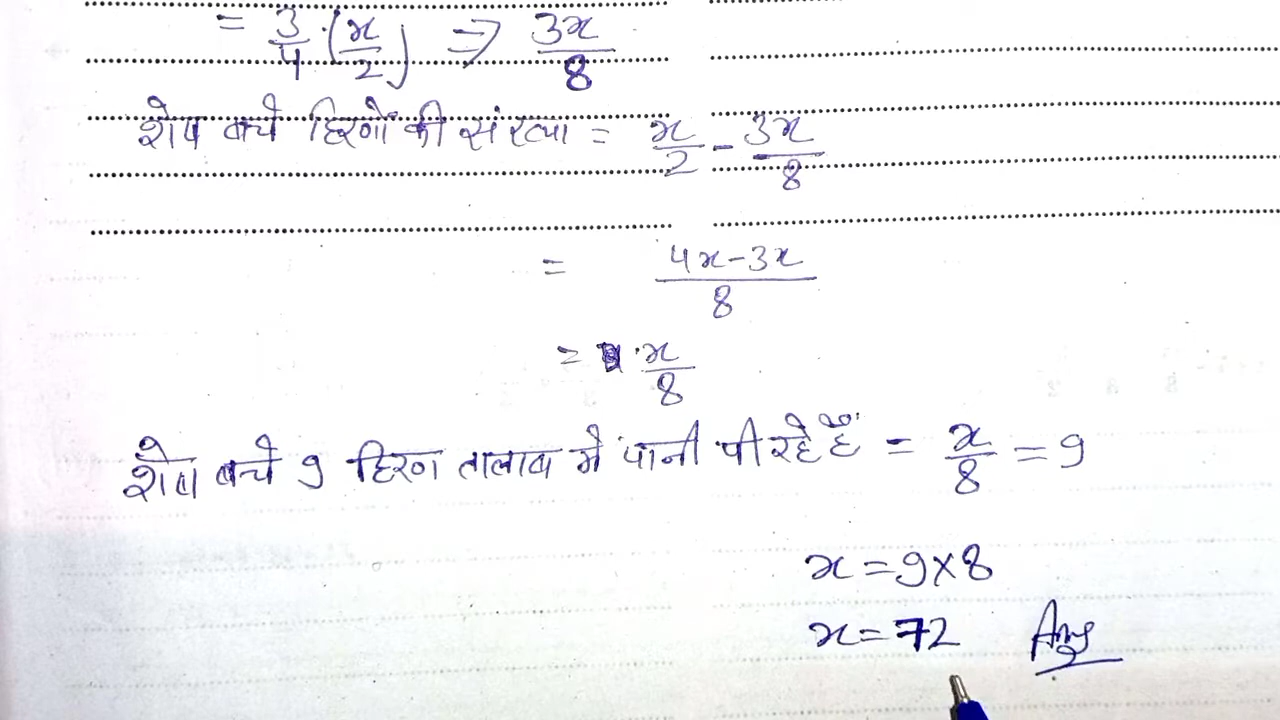 = 3/4 · (x/2) ⇒ 3x/8
शेष बचे हिरणों की संख्या = x/2 - 3x/8
= 4x-3x/8
= x/8
शेष बचे 9 हिरण तालाब में पानी पी रहे हैं = x/8 = 9
x = 9×8
x = 72 Ans